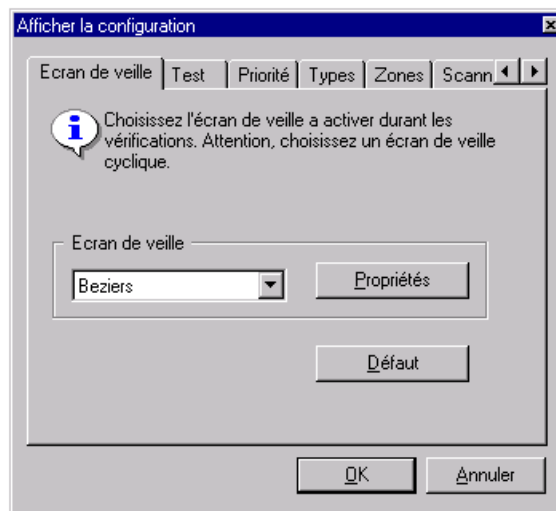 Afficher la configuration
Ecran de veille Test Priorité Types Zones Scann
Choisissez l'écran de veille a activer durant les
vérifications. Attention, choisissez un écran de veille
cyclique.
Ecran de veille
Beziers Propriétés
Défaut
OK Annuler